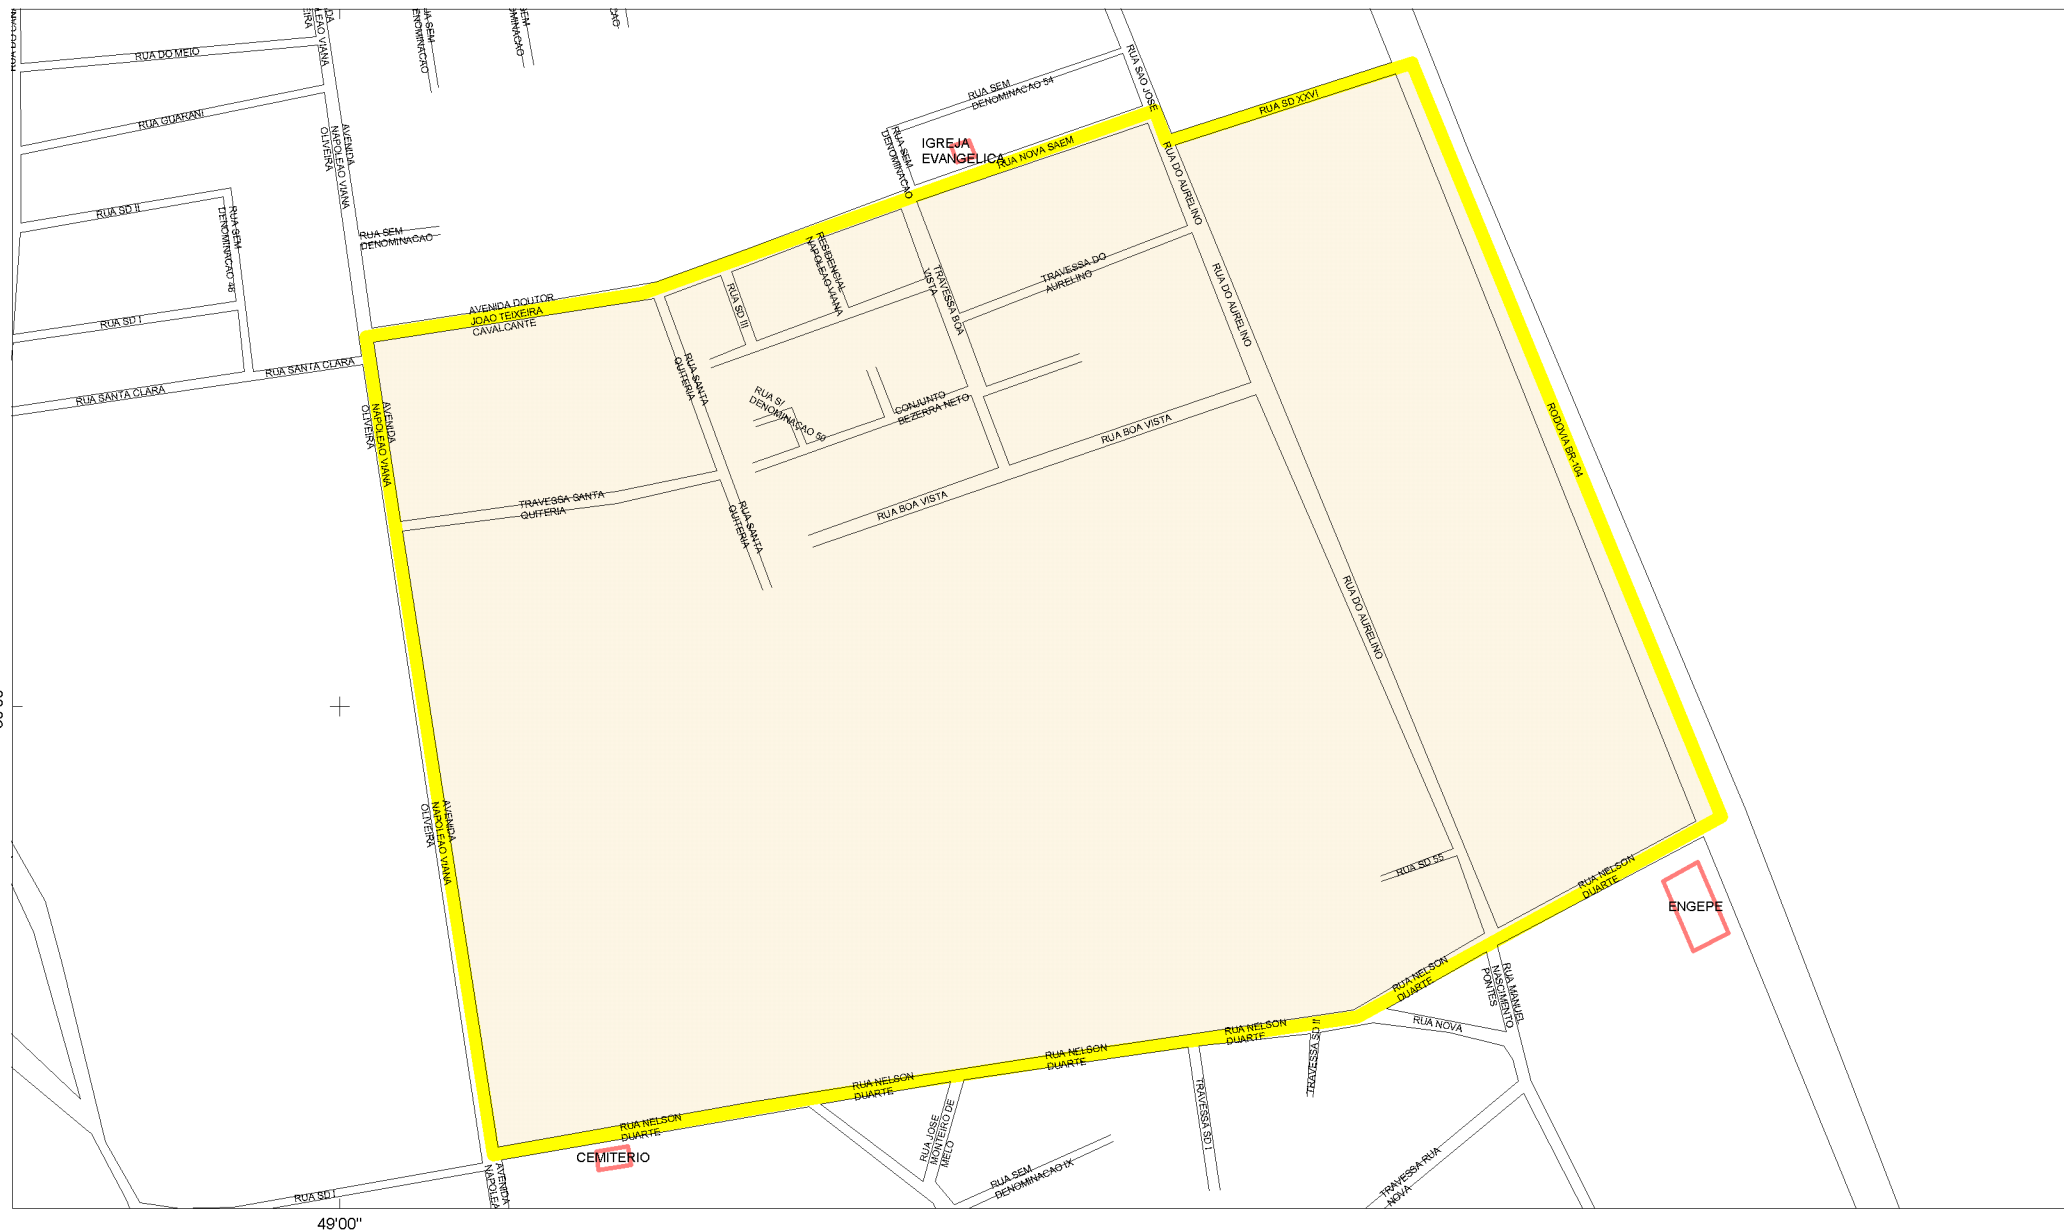 RUA DO MEIO
RUA GUARANI
AVENIDA
NAPOLEAO VIANA
OLIVEIRA
RUA SD II
RUA SEM
DENOMINACAO 46
RUA SEM
DENOMINACAO
RUA SD I
RUA SANTA CLARA
RUA SANTA CLARA
RUA SEM
DENOMINACAO 54
RUA SAO JOSE
RUA SEM
DENOMINACAO
IGREJA
EVANGELICA
RUA NOVA SAEM
RUA SD XXVI
RUA DO AURELINO
RESIDENCIAL
NAPOLEAO VIANA
TRAVESSA BOA
VISTA
TRAVESSA DO
AURELINO
RUA DO AURELINO
AVENIDA DOUTOR
JOAO TEIXEIRA
CAVALCANTE
RUA SD III
RUA SANTA
QUITERIA
RUA S/
DENOMINAÇAO 50
CONJUNTO
BEZERRA NETO
RUA BOA VISTA
RUA BOA VISTA
AVENIDA
NAPOLEAO VIANA
OLIVEIRA
TRAVESSA SANTA
QUITERIA
RUA SANTA
QUITERIA
RODOVIA BR-104
RUA DO AURELINO
AVENIDA
NAPOLEAO VIANA
OLIVEIRA
RUA SD 55
RUA NELSON
DUARTE
ENGEPE
RUA NELSON
DUARTE
RUA MANUEL
NASCIMENTO
PONTES
RUA NOVA
RUA NELSON
DUARTE
TRAVESSA SD II
RUA NELSON
DUARTE
RUA NELSON
DUARTE
RUA NELSON
DUARTE
CEMITERIO
RUA JOSE
MONTEIRO DE
MELO
RUA SEM
DENOMINACAO IX
TRAVESSA SD I
TRAVESSA RUA
NOVA
RUA SD I
AVENIDA
49'00"